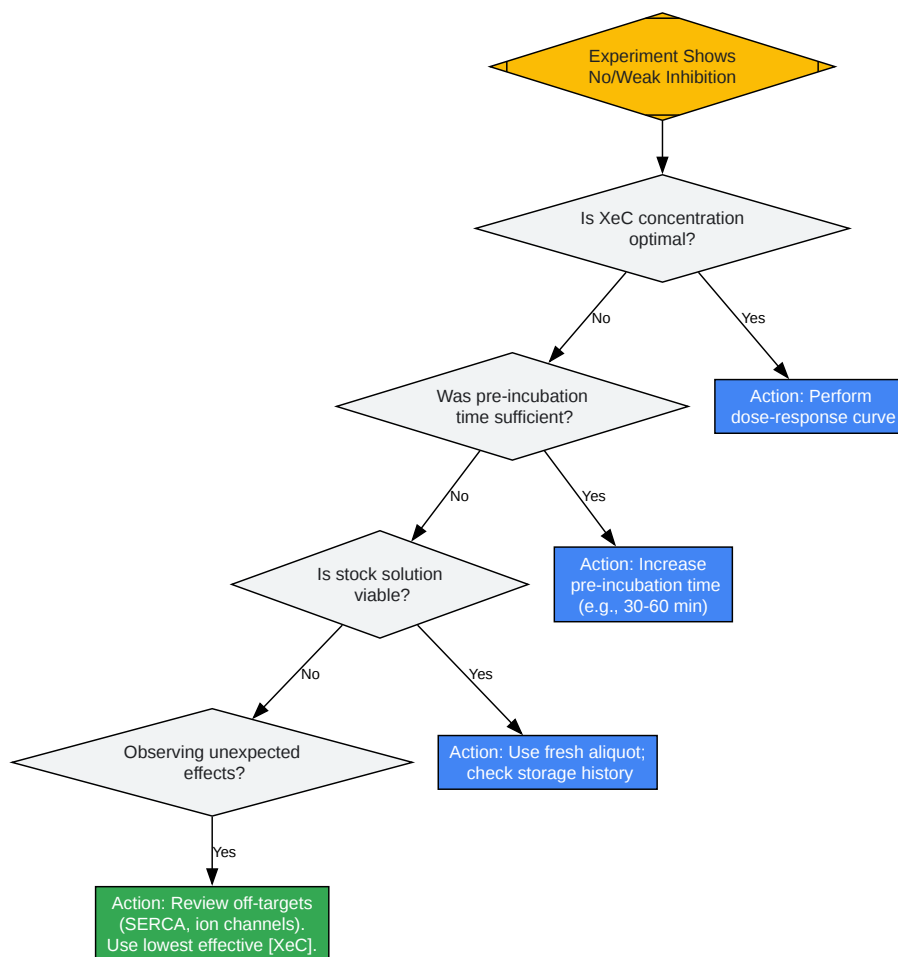 Experiment Shows
No/Weak Inhibition
Is XeC concentration
optimal?
No
Yes
Was pre-incubation
time sufficient?
Action: Perform
dose-response curve
No
Yes
Is stock solution
viable?
Action: Increase
pre-incubation time
(e.g., 30-60 min)
No
Yes
Observing unexpected
effects?
Action: Use fresh aliquot;
check storage history
Yes
Action: Review off-targets
(SERCA, ion channels).
Use lowest effective [XeC].